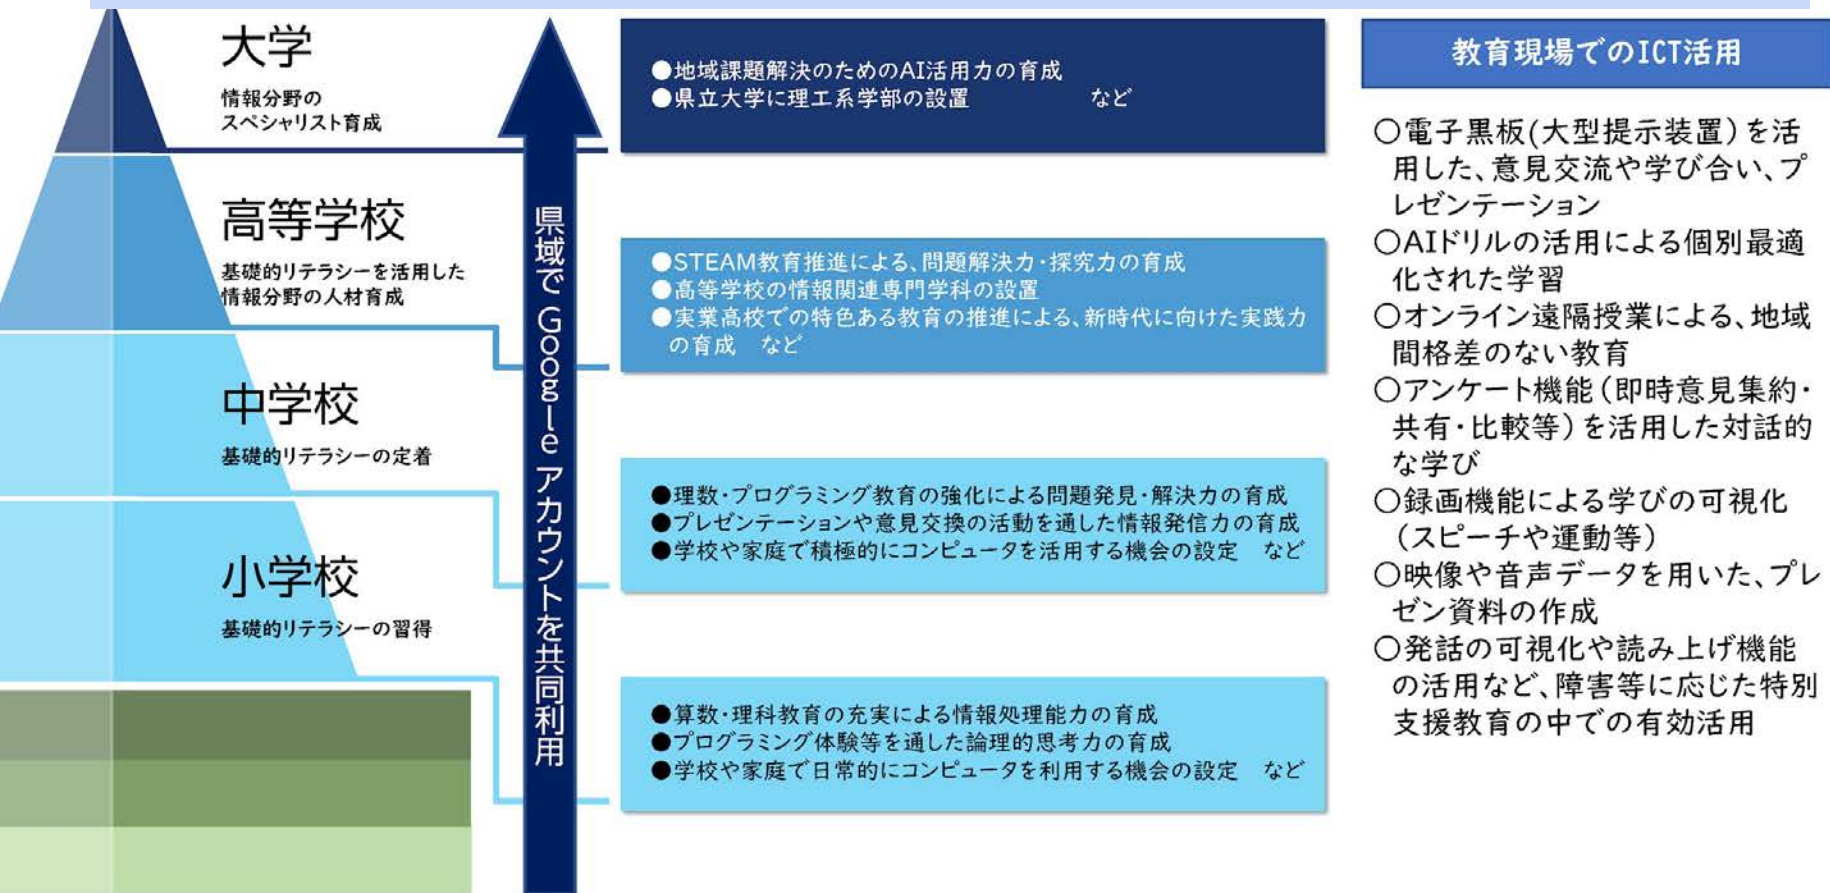 大学
情報分野の
スペシャリスト育成
高等学校
基礎的リテラシーを活用した
情報分野の人材育成
中学校
基礎的リテラシーの定着
小学校
基礎的リテラシーの習得
県域でGoogleアカウントを共同利用
●地域課題解決のためのAI活用力の育成
●県立大学に理工系学部の設置　など
●STEAM教育推進による、問題解決力・探究力の育成
●高等学校の情報関連専門学科の設置
●実業高校での特色ある教育の推進による、新時代に向けた実践力
の育成　など
●理数・プログラミング教育の強化による問題発見・解決力の育成
●プレゼンテーションや意見交換の活動を通した情報発信力の育成
●学校や家庭で積極的にコンピュータを活用する機会の設定　など
●算数・理科教育の充実による情報処理能力の育成
●プログラミング体験等を通した論理的思考力の育成
●学校や家庭で日常的にコンピュータを利用する機会の設定　など
教育現場でのICT活用
○電子黒板(大型提示装置)を活
用した、意見交流や学び合い、プ
レゼンテーション
○AIドリルの活用による個別最適
化された学習
○オンライン遠隔授業による、地域
間格差のない教育
○アンケート機能(即時意見集約・
共有・比較等)を活用した対話的
な学び
○録画機能による学びの可視化
(スピーチや運動等)
○映像や音声データを用いた、プレ
ゼン資料の作成
○発話の可視化や読み上げ機能
の活用など、障害等に応じた特別
支援教育の中での有効活用